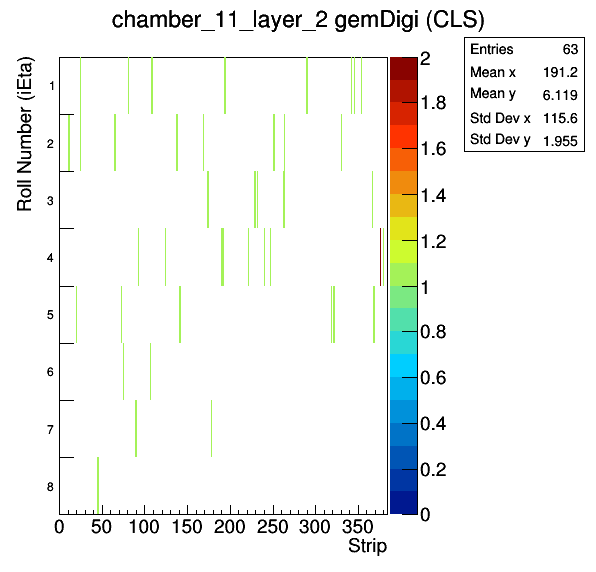 chamber_11_layer_2 gemDigi (CLS)
Entries 63
Mean x 191.2
Mean y 6.119
Std Dev x 115.6
Std Dev y 1.955
Roll Number (iEta)
1
2
3
4
5
6
7
8
0 50 100 150 200 250 300 350
Strip
2
1.8
1.6
1.4
1.2
1
0.8
0.6
0.4
0.2
0